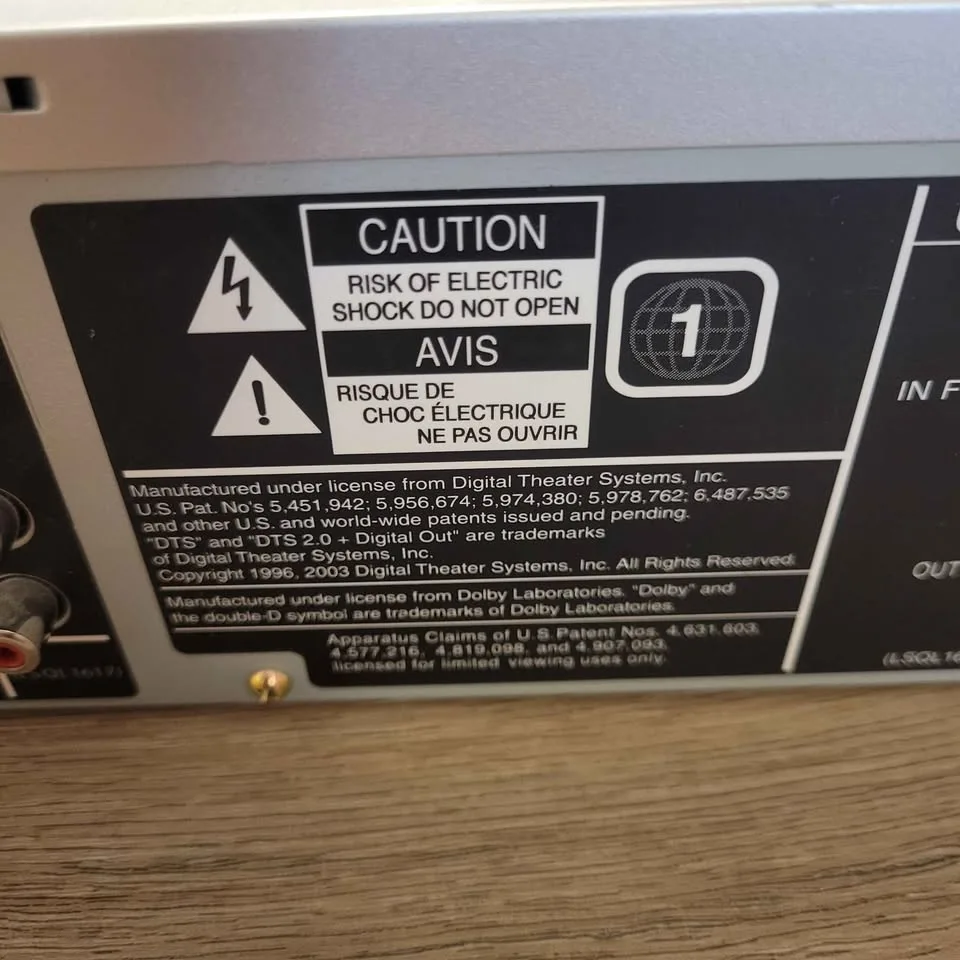 CAUTION
RISK OF ELECTRIC
SHOCK DO NOT OPEN
AVIS
RISQUE DE
CHOC ÉLECTRIQUE
NE PAS OUVRIR
1
Manufactured under license from Digital Theater Systems, Inc.
U.S. Pat. No's 5,451,942; 5,956,674; 5,974,380; 5,978,762; 6,487,535
and other U.S. and world-wide patents issued and pending.
"DTS" and "DTS 2.0 + Digital Out" are trademarks
of Digital Theater Systems, Inc.
Copyright 1996, 2003 Digital Theater Systems, Inc. All Rights Reserved.
Manufactured under license from Dolby Laboratories. "Dolby" and
the double-D symbol are trademarks of Dolby Laboratories.
Apparatus Claims of U.S.Patent Nos. 4,631,603,
4,577,216, 4,819,098, and 4,907,093,
licensed for limited viewing uses only.
IN F
OUT